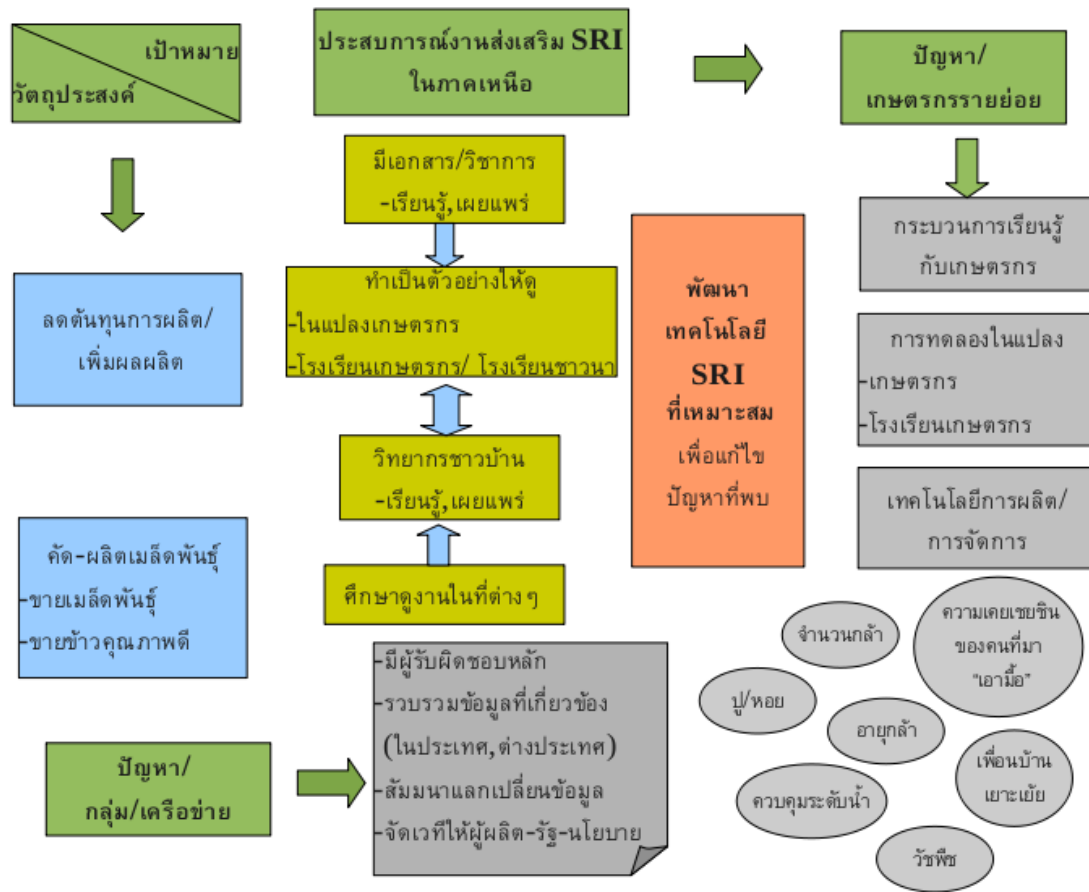 เป้าหมาย
วัตถุประสงค์
ประสบการณ์งานส่งเสริม SRI
ในภาคเหนือ
ปัญหา/
เกษตรกรรายย่อย
มีเอกสาร/วิชาการ
-เรียนรู้,เผยแพร่
ทำเป็นตัวอย่างให้ดู
-ในแปลงเกษตรกร
-โรงเรียนเกษตรกร/ โรงเรียนชาวนา
วิทยากรชาวบ้าน
-เรียนรู้,เผยแพร่
ศึกษาดูงานในที่ต่างๆ
ลดต้นทุนการผลิต/
เพิ่มผลผลิต
คัด-ผลิตเมล็ดพันธุ์
-ขายเมล็ดพันธุ์
-ขายข้าวคุณภาพดี
พัฒนา
เทคโนโลยี
SRI
ที่เหมาะสม
เพื่อแก้ไข
ปัญหาที่พบ
กระบวนการเรียนรู้
กับเกษตรกร
การทดลองในแปลง
-เกษตรกร
-โรงเรียนเกษตรกร
เทคโนโลยีการผลิต/
การจัดการ
ปัญหา/
กลุ่ม/เครือข่าย
-มีผู้รับผิดชอบหลัก
-รวบรวมข้อมูลที่เกี่ยวข้อง
(ในประเทศ,ต่างประเทศ)
-สัมมนาแลกเปลี่ยนข้อมูล
-จัดเวทีให้ผู้ผลิต-รัฐ-นโยบาย
จำนวนกล้า
ความเคยเชยชิน
ของคนที่มา
"เอามื้อ"
ปู/หอย
อายุกล้า
เพื่อนบ้าน
เยาะเย้ย
ควบคุมระดับน้ำ
วัชพืช